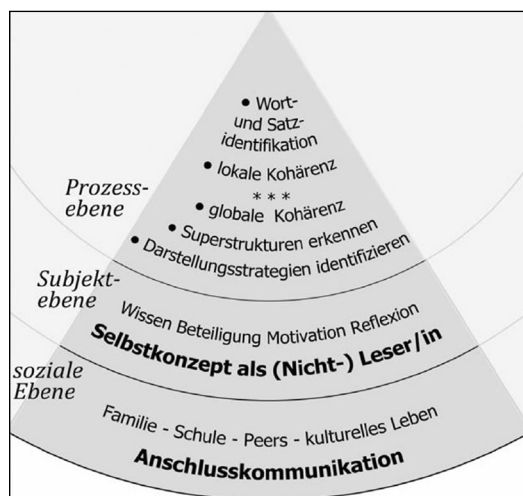 • Wort-
und Satz-
identifikation
• lokale Kohärenz
* * *
• globale Kohärenz
• Superstrukturen erkennen
• Darstellungsstrategien identifizieren
Prozess-
ebene
Wissen Beteiligung Motivation Reflexion
Selbstkonzept als (Nicht-) Leser/in
Subjekt-
ebene
Familie - Schule - Peers - kulturelles Leben
Anschlusskommunikation
soziale
Ebene